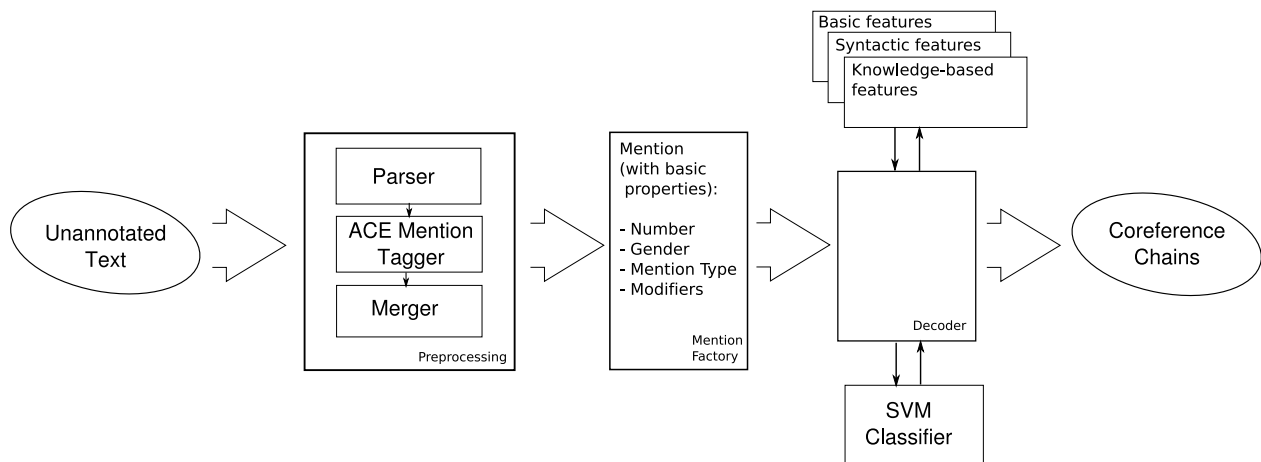 Unannotated
Text
Parser
ACE Mention
Tagger
Merger
Preprocessing
Mention
(with basic
properties):
- Number
- Gender
- Mention Type
- Modifiers
Mention
Factory
Basic features
Syntactic features
Knowledge-based
features
Decoder
SVM
Classifier
Coreference
Chains